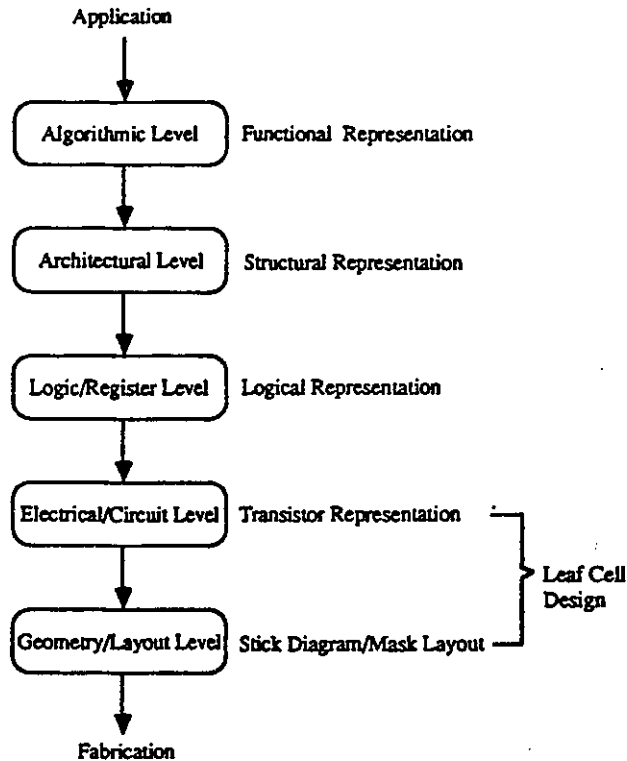 Application
Algorithmic Level
Functional Representation
Architectural Level
Structural Representation
Logic/Register Level
Logical Representation
Electrical/Circuit Level
Transistor Representation
Leaf Cell
Design
Geometry/Layout Level
Stick Diagram/Mask Layout
Fabrication